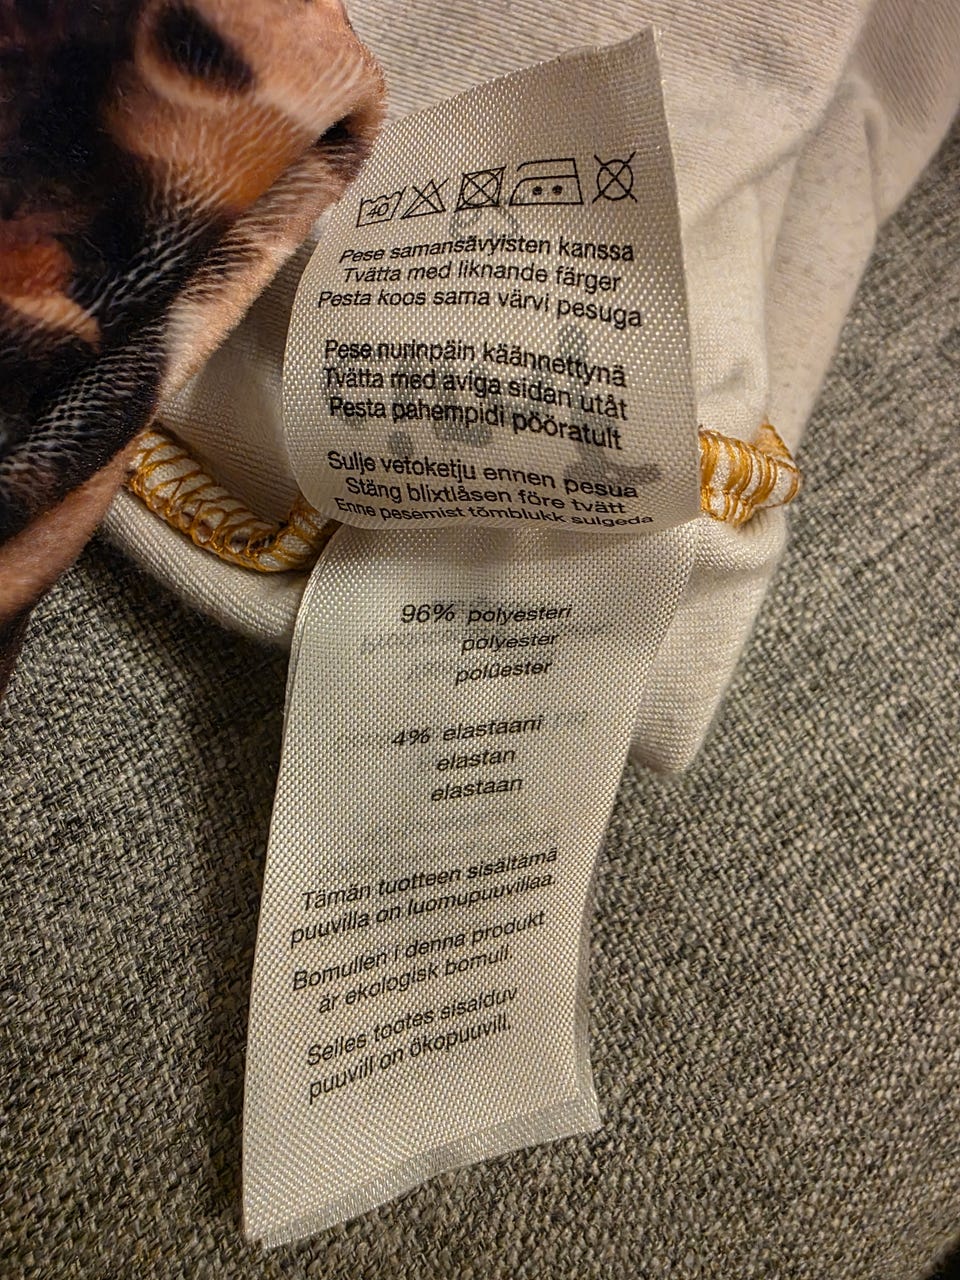 40
Pese samansävyisten kanssa
Tvätta med liknande färger
Pesta koos sama värvi pesuga
Pese nurinpäin käännettynä
Tvätta med aviga sidan utåt
Pesta pahempidi pööratult
Sulje vetoketju ennen pesua
Stäng blixtlåsen före tvätt
Enne pesemist tõmblukk sulgeda
96% polyesteri
polyester
polüester
4% elastaani
elastan
elastaan
Tämän tuotteen sisältämä
puuvilla on luomupuuvillaa.
Bomullen i denna produkt
är ekologisk bomull.
Selles tootes sisalduv
puuvill on ökopuuvill.